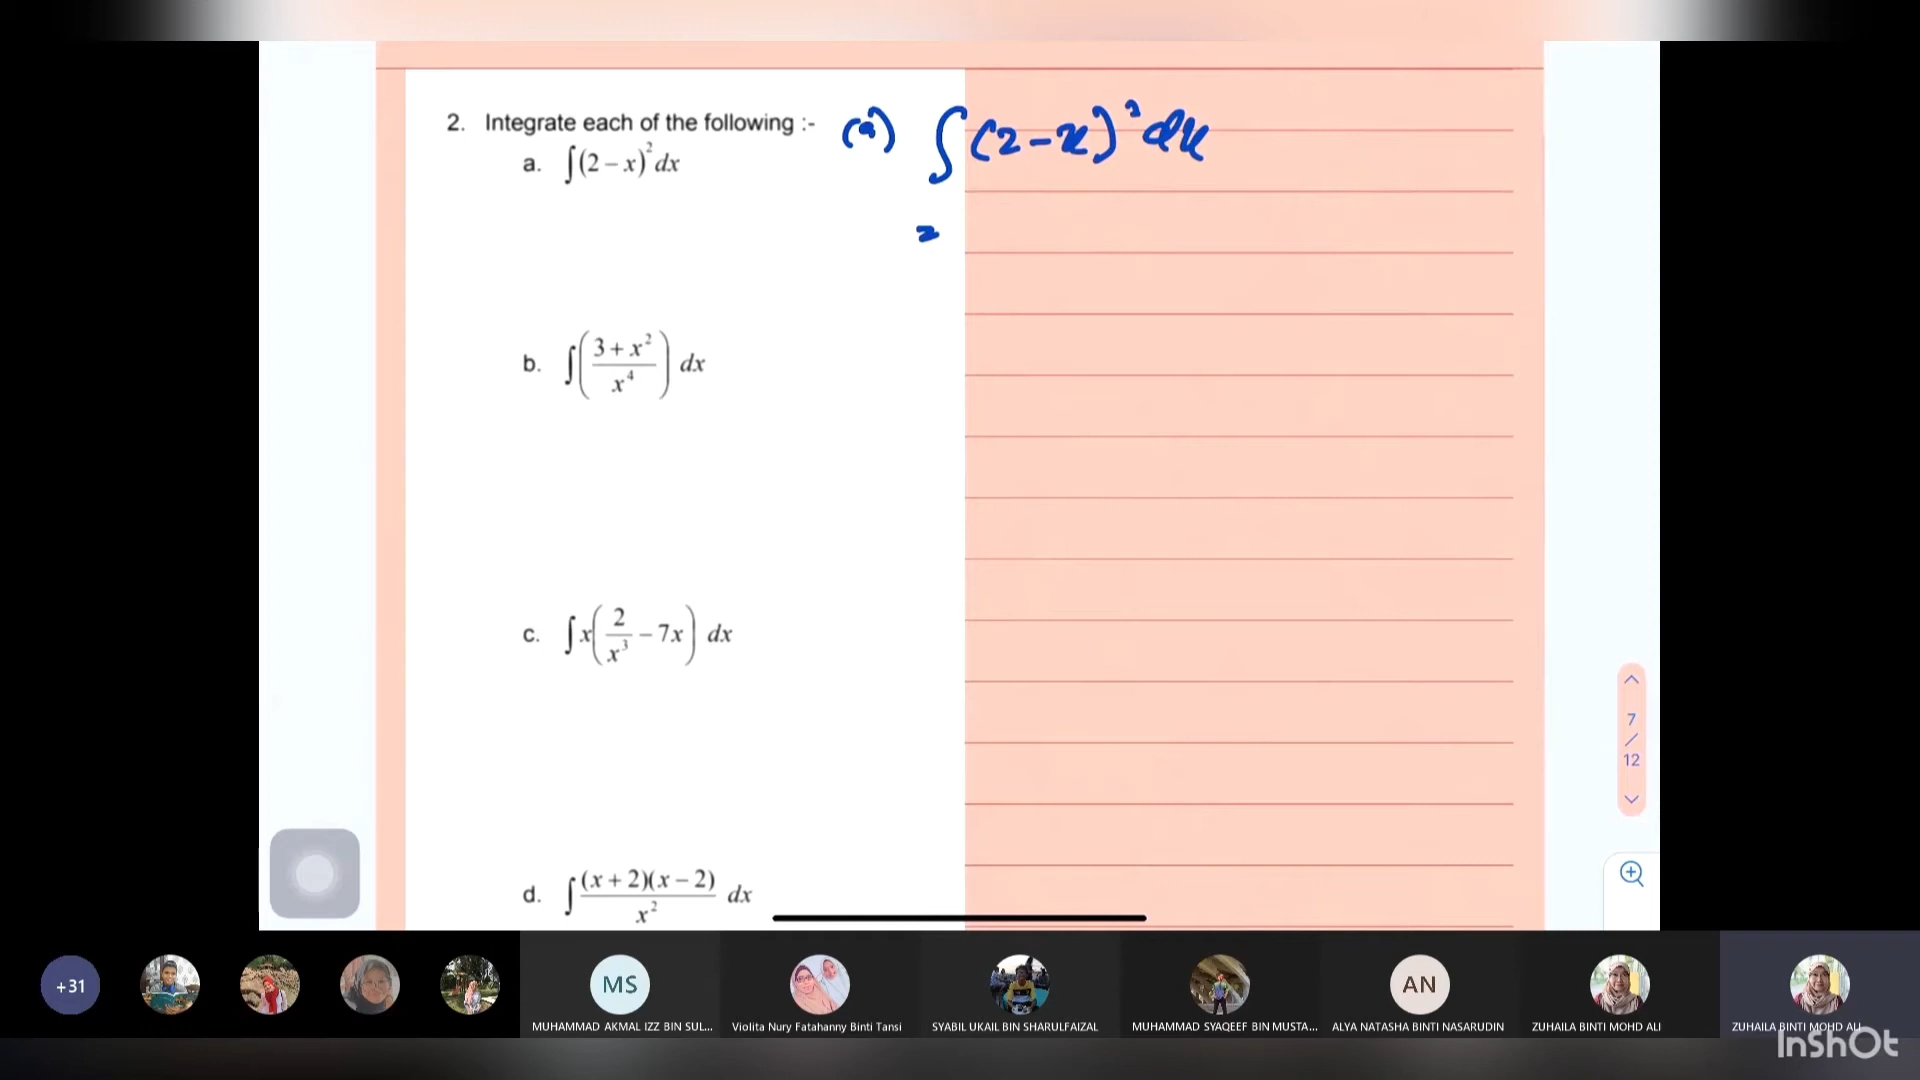 2. Integrate each of the following :-
a. ∫(2 − x)² dx
(a) ∫(2 − x)² dx
=
b. ∫((3 + x²)/x⁴) dx
c. ∫x(2/x³ − 7x) dx
d. ∫(x + 2)(x − 2)/x² dx
7
/
12
+31
MS
AN
MUHAMMAD AKMAL IZZ BIN SUL...
Violita Nury Fatahanny Binti Tansi
SYABIL UKAIL BIN SHARULFAIZAL
MUHAMMAD SYAQEEF BIN MUSTA...
ALYA NATASHA BINTI NASARUDIN
ZUHAILA BINTI MOHD ALI
ZUHAILA BINTI MOHD ALI
InShOt